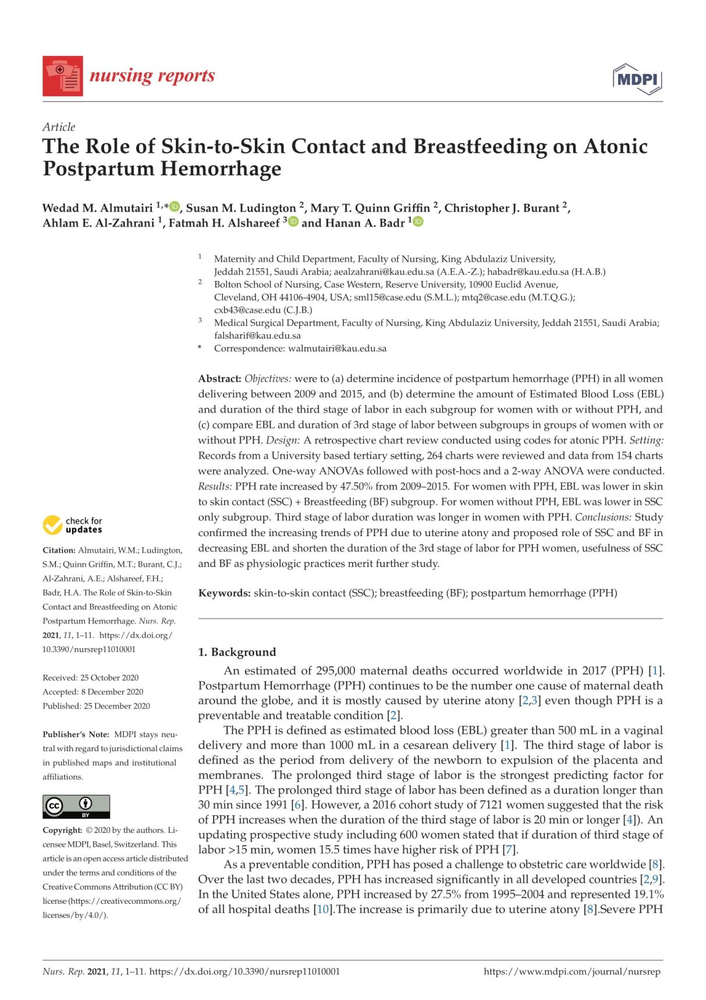 nursing reports
MDPI
Article
The Role of Skin-to-Skin Contact and Breastfeeding on Atonic
Postpartum Hemorrhage
Wedad M. Almutairi 1,* iD, Susan M. Ludington 2, Mary T. Quinn Griffin 2, Christopher J. Burant 2,
Ahlam E. Al-Zahrani 1, Fatmah H. Alshareef 3 iD and Hanan A. Badr 1 iD
1 Maternity and Child Department, Faculty of Nursing, King Abdulaziz University,
Jeddah 21551, Saudi Arabia; aealzahrani@kau.edu.sa (A.E.A.-Z.); habadr@kau.edu.sa (H.A.B.)
2 Bolton School of Nursing, Case Western, Reserve University, 10900 Euclid Avenue,
Cleveland, OH 44106-4904, USA; sml15@case.edu (S.M.L.); mtq2@case.edu (M.T.Q.G.);
cxb43@case.edu (C.J.B.)
3 Medical Surgical Department, Faculty of Nursing, King Abdulaziz University, Jeddah 21551, Saudi Arabia;
falsharif@kau.edu.sa
* Correspondence: walmutairi@kau.edu.sa
Abstract: Objectives: were to (a) determine incidence of postpartum hemorrhage (PPH) in all women
delivering between 2009 and 2015, and (b) determine the amount of Estimated Blood Loss (EBL)
and duration of the third stage of labor in each subgroup for women with or without PPH, and
(c) compare EBL and duration of 3rd stage of labor between subgroups in groups of women with or
without PPH. Design: A retrospective chart review conducted using codes for atonic PPH. Setting:
Records from a University based tertiary setting, 264 charts were reviewed and data from 154 charts
were analyzed. One-way ANOVAs followed with post-hocs and a 2-way ANOVA were conducted.
Results: PPH rate increased by 47.50% from 2009–2015. For women with PPH, EBL was lower in skin
to skin contact (SSC) + Breastfeeding (BF) subgroup. For women without PPH, EBL was lower in SSC
only subgroup. Third stage of labor duration was longer in women with PPH. Conclusions: Study
confirmed the increasing trends of PPH due to uterine atony and proposed role of SSC and BF in
decreasing EBL and shorten the duration of the 3rd stage of labor for PPH women, usefulness of SSC
and BF as physiologic practices merit further study.
Keywords: skin-to-skin contact (SSC); breastfeeding (BF); postpartum hemorrhage (PPH)
check for
updates
Citation: Almutairi, W.M.; Ludington,
S.M.; Quinn Griffin, M.T.; Burant, C.J.;
Al-Zahrani, A.E.; Alshareef, F.H.;
Badr, H.A. The Role of Skin-to-Skin
Contact and Breastfeeding on Atonic
Postpartum Hemorrhage. Nurs. Rep.
2021, 11, 1–11. https://dx.doi.org/
10.3390/nursrep11010001
Received: 25 October 2020
Accepted: 8 December 2020
Published: 25 December 2020
Publisher's Note: MDPI stays neu-
tral with regard to jurisdictional claims
in published maps and institutional
affiliations.
cc BY
Copyright: © 2020 by the authors. Li-
censee MDPI, Basel, Switzerland. This
article is an open access article distributed
under the terms and conditions of the
Creative Commons Attribution (CC BY)
license (https://creativecommons.org/
licenses/by/4.0/).
1. Background
An estimated of 295,000 maternal deaths occurred worldwide in 2017 (PPH) [1].
Postpartum Hemorrhage (PPH) continues to be the number one cause of maternal death
around the globe, and it is mostly caused by uterine atony [2,3] even though PPH is a
preventable and treatable condition [2].
The PPH is defined as estimated blood loss (EBL) greater than 500 mL in a vaginal
delivery and more than 1000 mL in a cesarean delivery [1]. The third stage of labor is
defined as the period from delivery of the newborn to expulsion of the placenta and
membranes. The prolonged third stage of labor is the strongest predicting factor for
PPH [4,5]. The prolonged third stage of labor has been defined as a duration longer than
30 min since 1991 [6]. However, a 2016 cohort study of 7121 women suggested that the risk
of PPH increases when the duration of the third stage of labor is 20 min or longer [4]). An
updating prospective study including 600 women stated that if duration of third stage of
labor >15 min, women 15.5 times have higher risk of PPH [7].
As a preventable condition, PPH has posed a challenge to obstetric care worldwide [8].
Over the last two decades, PPH has increased significantly in all developed countries [2,9].
In the United States alone, PPH increased by 27.5% from 1995–2004 and represented 19.1%
of all hospital deaths [10].The increase is primarily due to uterine atony [8].Severe PPH
Nurs. Rep. 2021, 11, 1–11. https://dx.doi.org/10.3390/nursrep11010001
https://www.mdpi.com/journal/nursrep